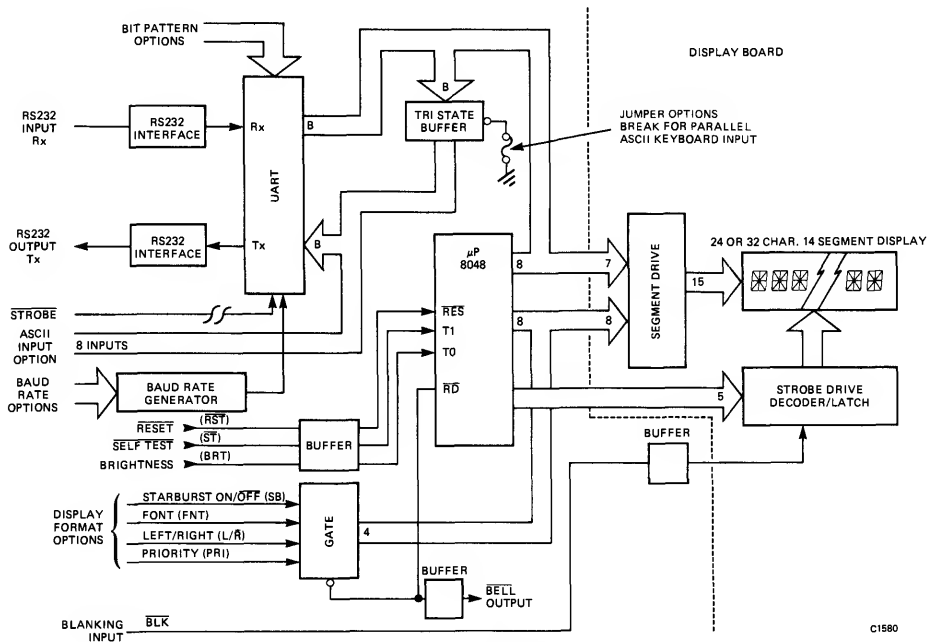 BIT PATTERN
OPTIONS
DISPLAY BOARD
RS232
INPUT
Rx
RS232
INTERFACE
Rx
B
B
TRI STATE
BUFFER
JUMPER OPTIONS
BREAK FOR PARALLEL
ASCII KEYBOARD INPUT
UART
RS232
OUTPUT
Tx
RS232
INTERFACE
Tx
B
μP
8048
8
7
SEGMENT DRIVE
24 OR 32 CHAR. 14 SEGMENT DISPLAY
15
STROBE
ASCII
INPUT
OPTION
8 INPUTS
RES
T1
T0
RD
8
8
BAUD
RATE
OPTIONS
BAUD RATE
GENERATOR
5
STROBE DRIVE
DECODER/LATCH
RESET (RST)
SELF TEST (ST)
BRIGHTNESS (BRT)
BUFFER
BUFFER
DISPLAY
FORMAT
OPTIONS
STARBURST ON/OFF (SB)
FONT (FNT)
LEFT/RIGHT (L/R)
PRIORITY (PRI)
GATE
4
BUFFER
BELL
OUTPUT
BLANKING
INPUT
BLK
C1580